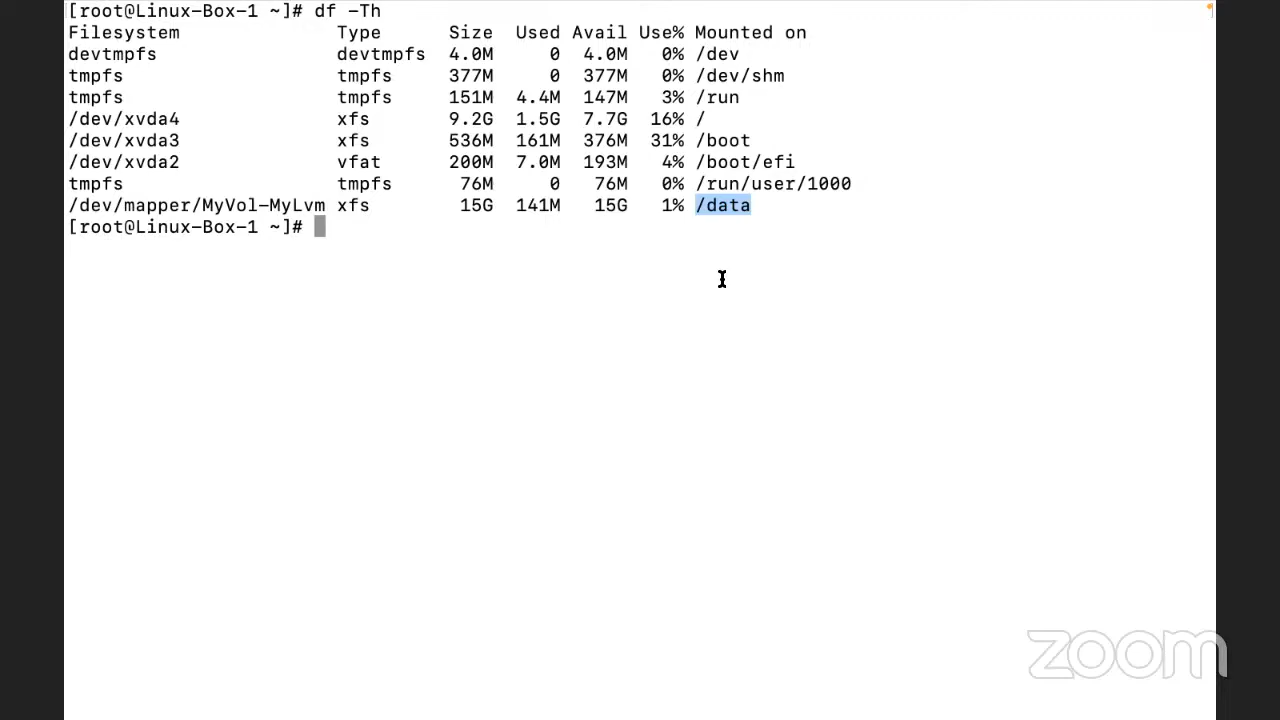 [root@Linux-Box-1 ~]# df -Th
Filesystem              Type      Size  Used Avail Use% Mounted on
devtmpfs                devtmpfs  4.0M     0  4.0M   0% /dev
tmpfs                   tmpfs     377M     0  377M   0% /dev/shm
tmpfs                   tmpfs     151M  4.4M  147M   3% /run
/dev/xvda4              xfs       9.2G  1.5G  7.7G  16% /
/dev/xvda3              xfs       536M  161M  376M  31% /boot
/dev/xvda2              vfat      200M  7.0M  193M   4% /boot/efi
tmpfs                   tmpfs      76M     0   76M   0% /run/user/1000
/dev/mapper/MyVol-MyLvm xfs        15G  141M   15G   1% /data
[root@Linux-Box-1 ~]#
zoom